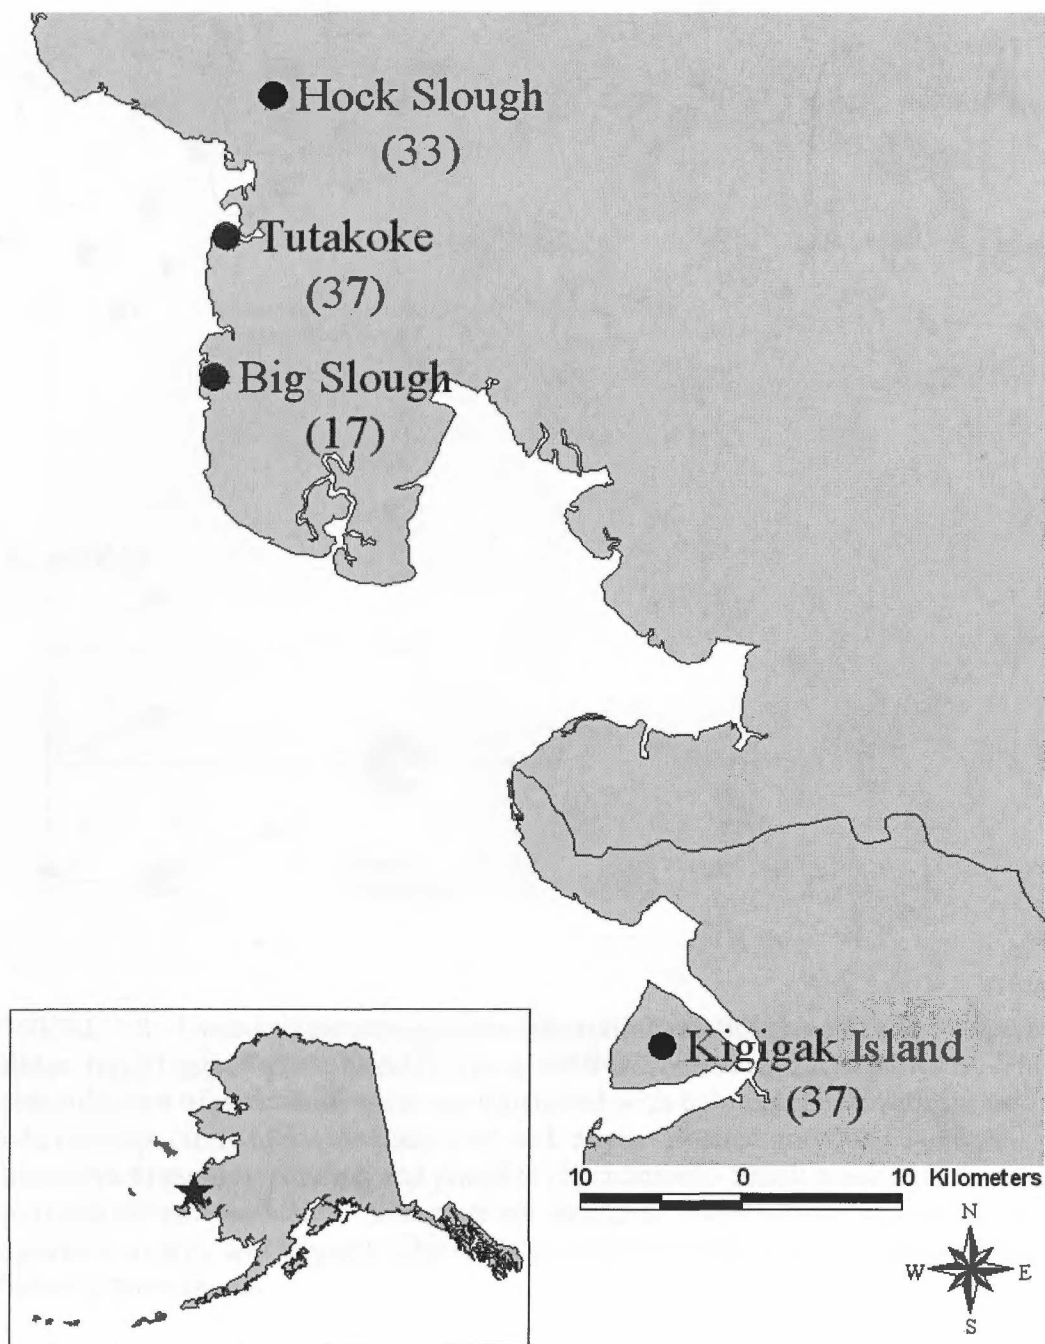 Hock Slough
(33)
Tutakoke
(37)
Big Slough
(17)
Kigigak Island
(37)
10 0 10 Kilometers
N
W E
S